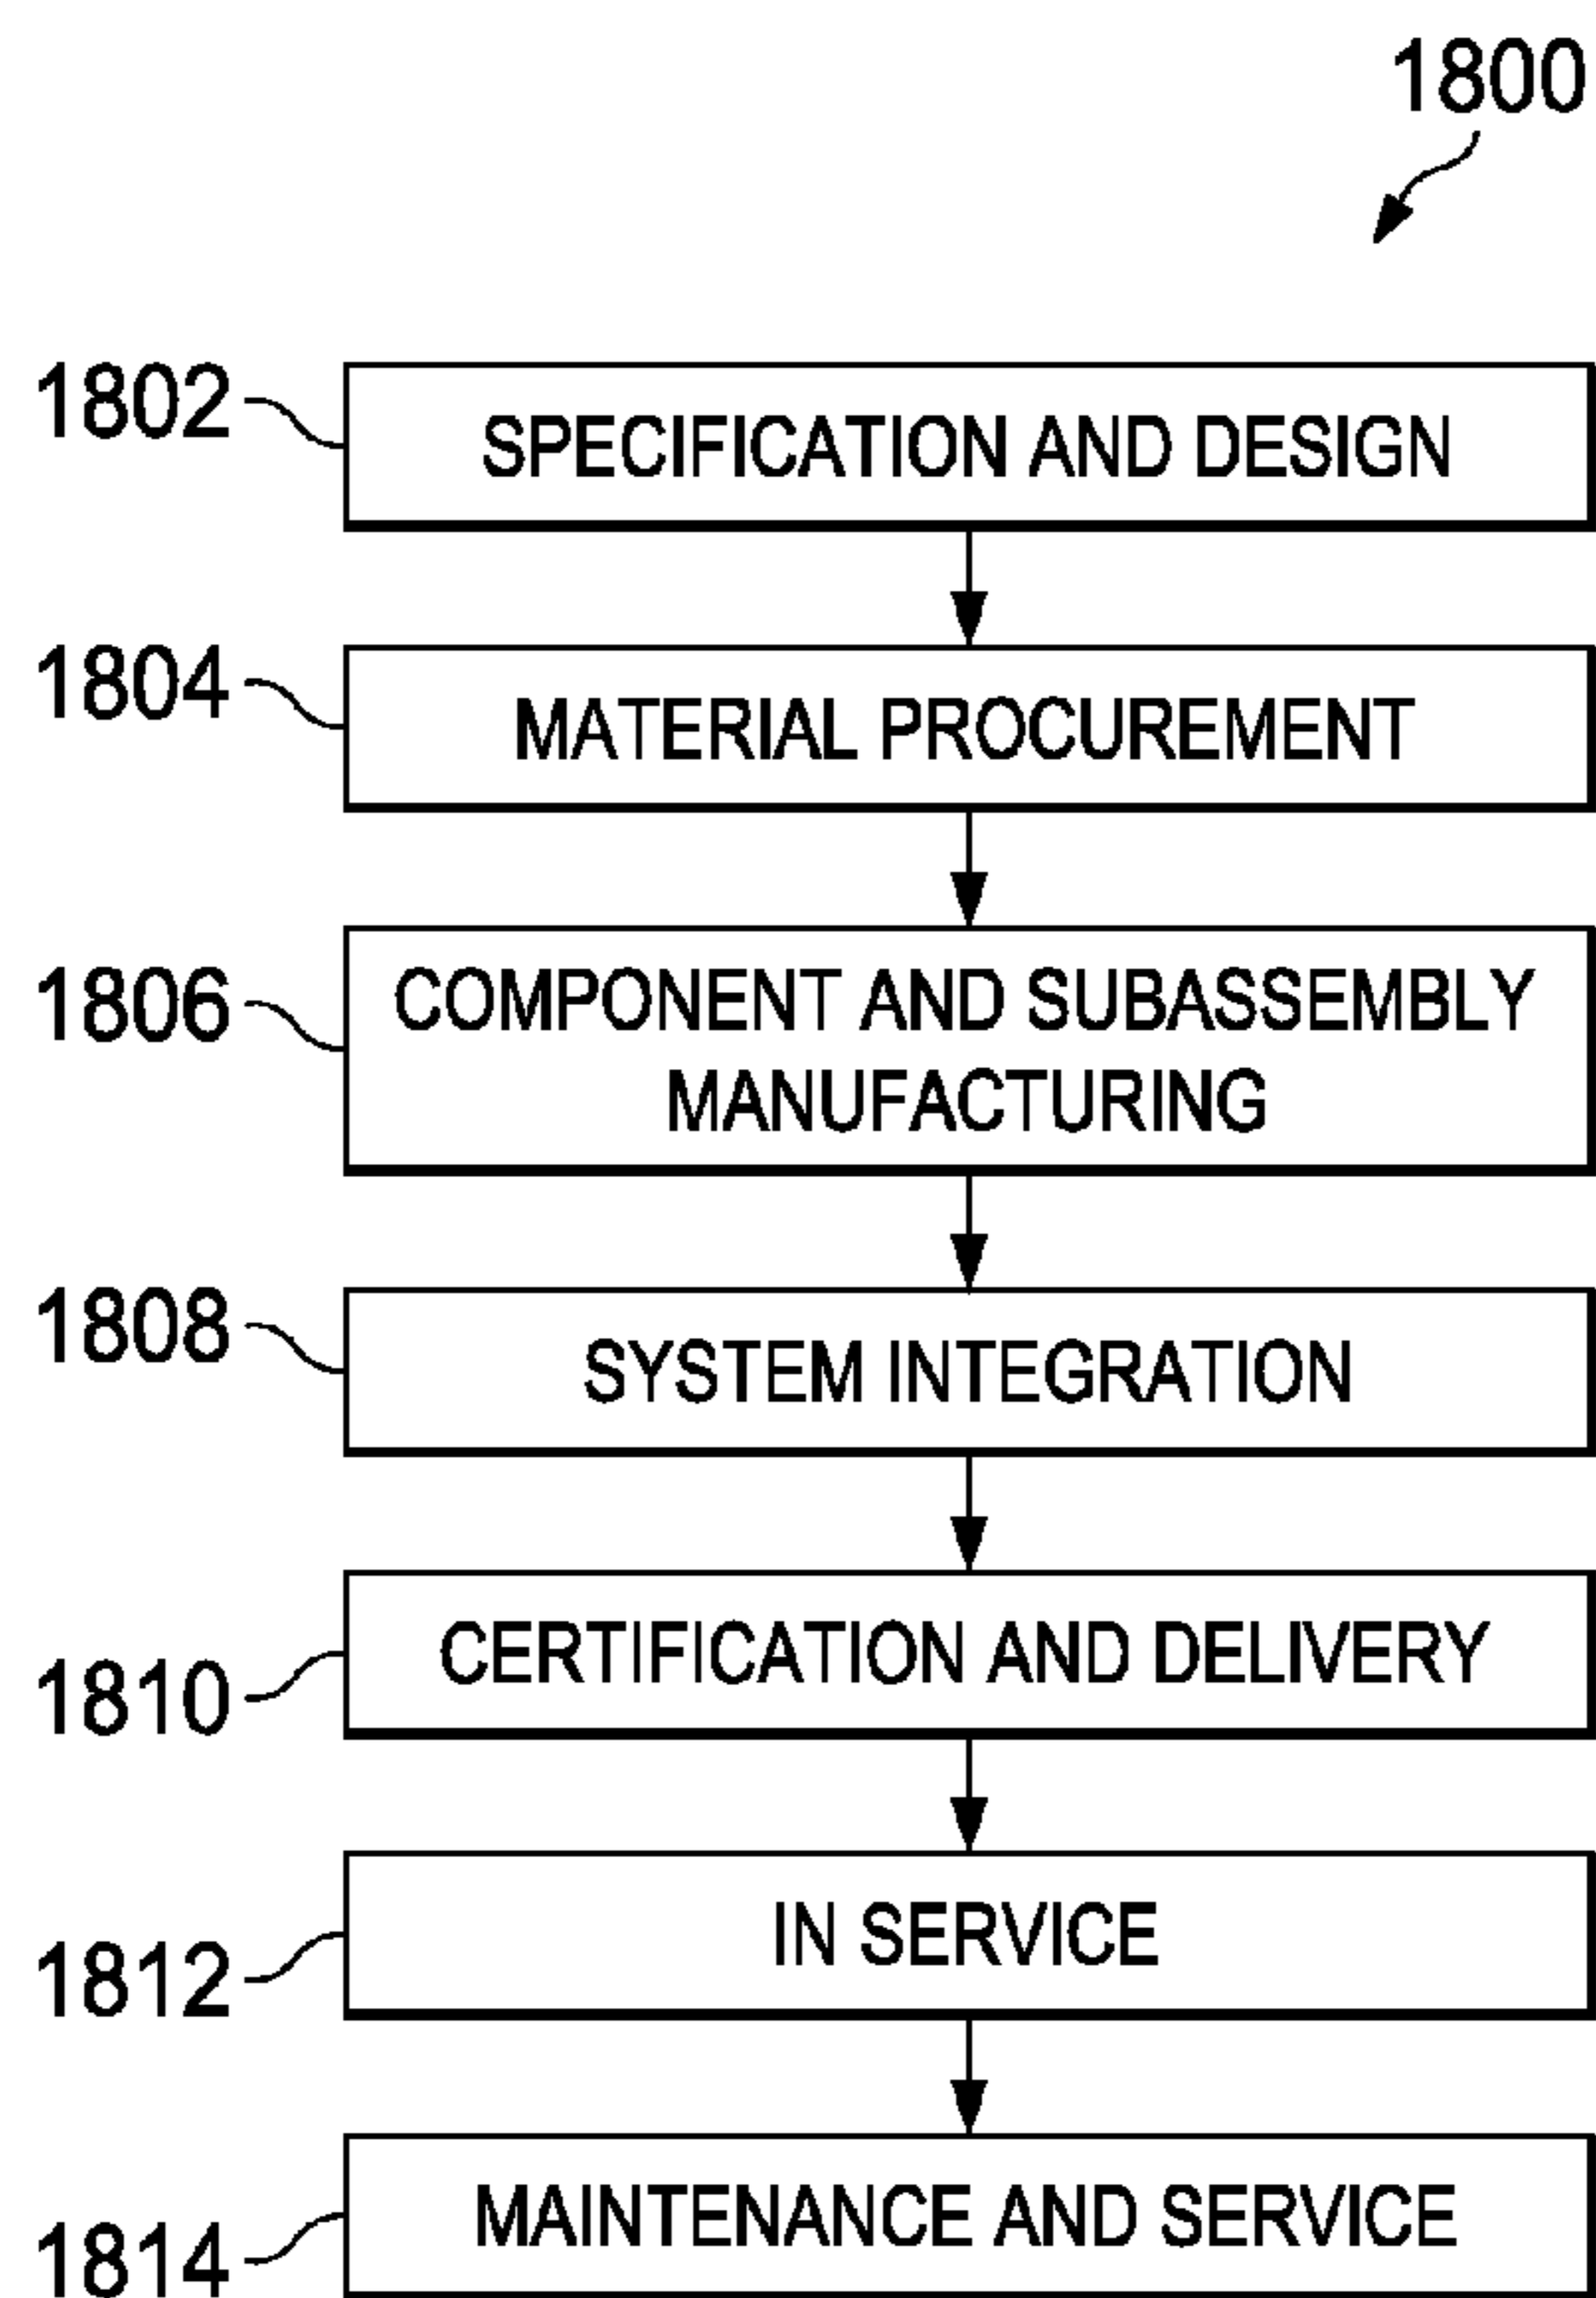 1800
1802
SPECIFICATION AND DESIGN
1804
MATERIAL PROCUREMENT
1806
COMPONENT AND SUBASSEMBLY
MANUFACTURING
1808
SYSTEM INTEGRATION
1810
CERTIFICATION AND DELIVERY
1812
IN SERVICE
1814
MAINTENANCE AND SERVICE